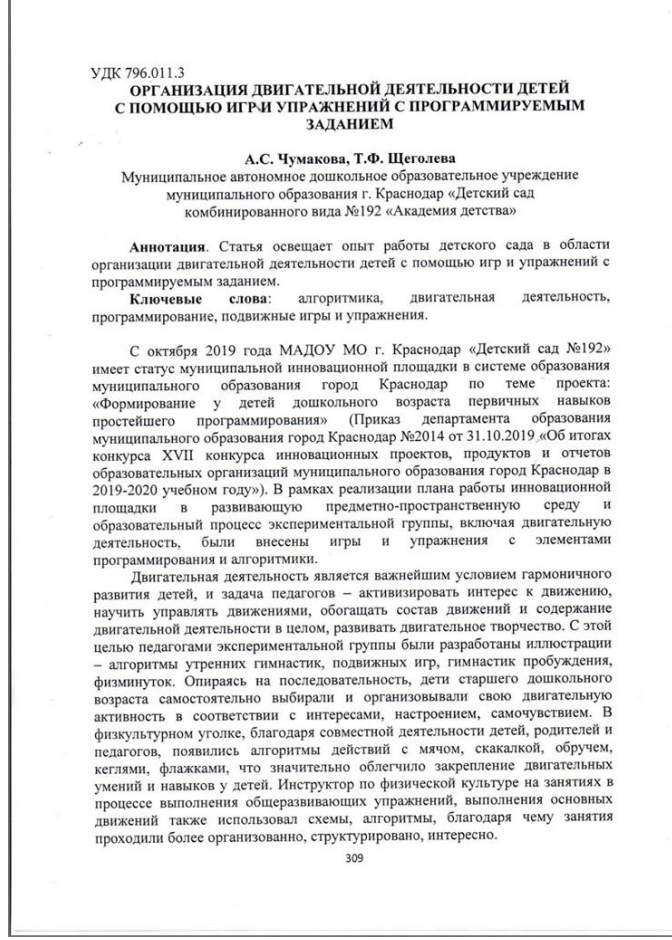 УДК 796.011.3
ОРГАНИЗАЦИЯ ДВИГАТЕЛЬНОЙ ДЕЯТЕЛЬНОСТИ ДЕТЕЙ
С ПОМОЩЬЮ ИГР И УПРАЖНЕНИЙ С ПРОГРАММИРУЕМЫМ
ЗАДАНИЕМ
А.С. Чумакова, Т.Ф. Щеголева
Муниципальное автономное дошкольное образовательное учреждение
муниципального образования г. Краснодар «Детский сад
комбинированного вида №192 «Академия детства»
Аннотация. Статья освещает опыт работы детского сада в области
организации двигательной деятельности детей с помощью игр и упражнений с
программируемым заданием.
Ключевые слова: алгоритмика, двигательная деятельность,
программирование, подвижные игры и упражнения.
С октября 2019 года МАДОУ МО г. Краснодар «Детский сад №192»
имеет статус муниципальной инновационной площадки в системе образования
муниципального образования город Краснодар по теме проекта:
«Формирование у детей дошкольного возраста первичных навыков
простейшего программирования» (Приказ департамента образования
муниципального образования город Краснодар №2014 от 31.10.2019 «Об итогах
конкурса XVII конкурса инновационных проектов, продуктов и отчетов
образовательных организаций муниципального образования город Краснодар в
2019-2020 учебном году»). В рамках реализации плана работы инновационной
площадки в развивающую предметно-пространственную среду и
образовательный процесс экспериментальной группы, включая двигательную
деятельность, были внесены игры и упражнения с элементами
программирования и алгоритмики.
Двигательная деятельность является важнейшим условием гармоничного
развития детей, и задача педагогов – активизировать интерес к движению,
научить управлять движениями, обогащать состав движений и содержание
двигательной деятельности в целом, развивать двигательное творчество. С этой
целью педагогами экспериментальной группы были разработаны иллюстрации
– алгоритмы утренних гимнастик, подвижных игр, гимнастик пробуждения,
физминуток. Опираясь на последовательность, дети старшего дошкольного
возраста самостоятельно выбирали и организовывали свою двигательную
активность в соответствии с интересами, настроением, самочувствием. В
физкультурном уголке, благодаря совместной деятельности детей, родителей и
педагогов, появились алгоритмы действий с мячом, скакалкой, обручем,
кеглями, флажками, что значительно облегчило закрепление двигательных
умений и навыков у детей. Инструктор по физической культуре на занятиях в
процессе выполнения общеразвивающих упражнений, выполнения основных
движений также использовал схемы, алгоритмы, благодаря чему занятия
проходили более организованно, структурировано, интересно.
309